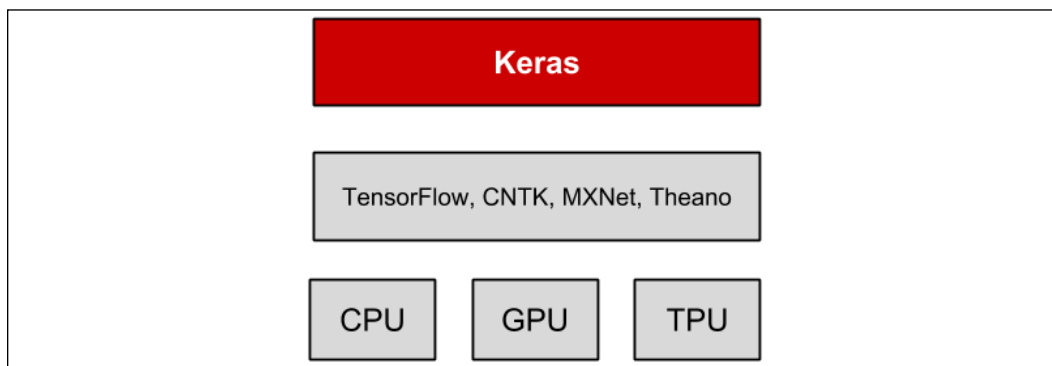 Keras
TensorFlow, CNTK, MXNet, Theano
CPU GPU TPU